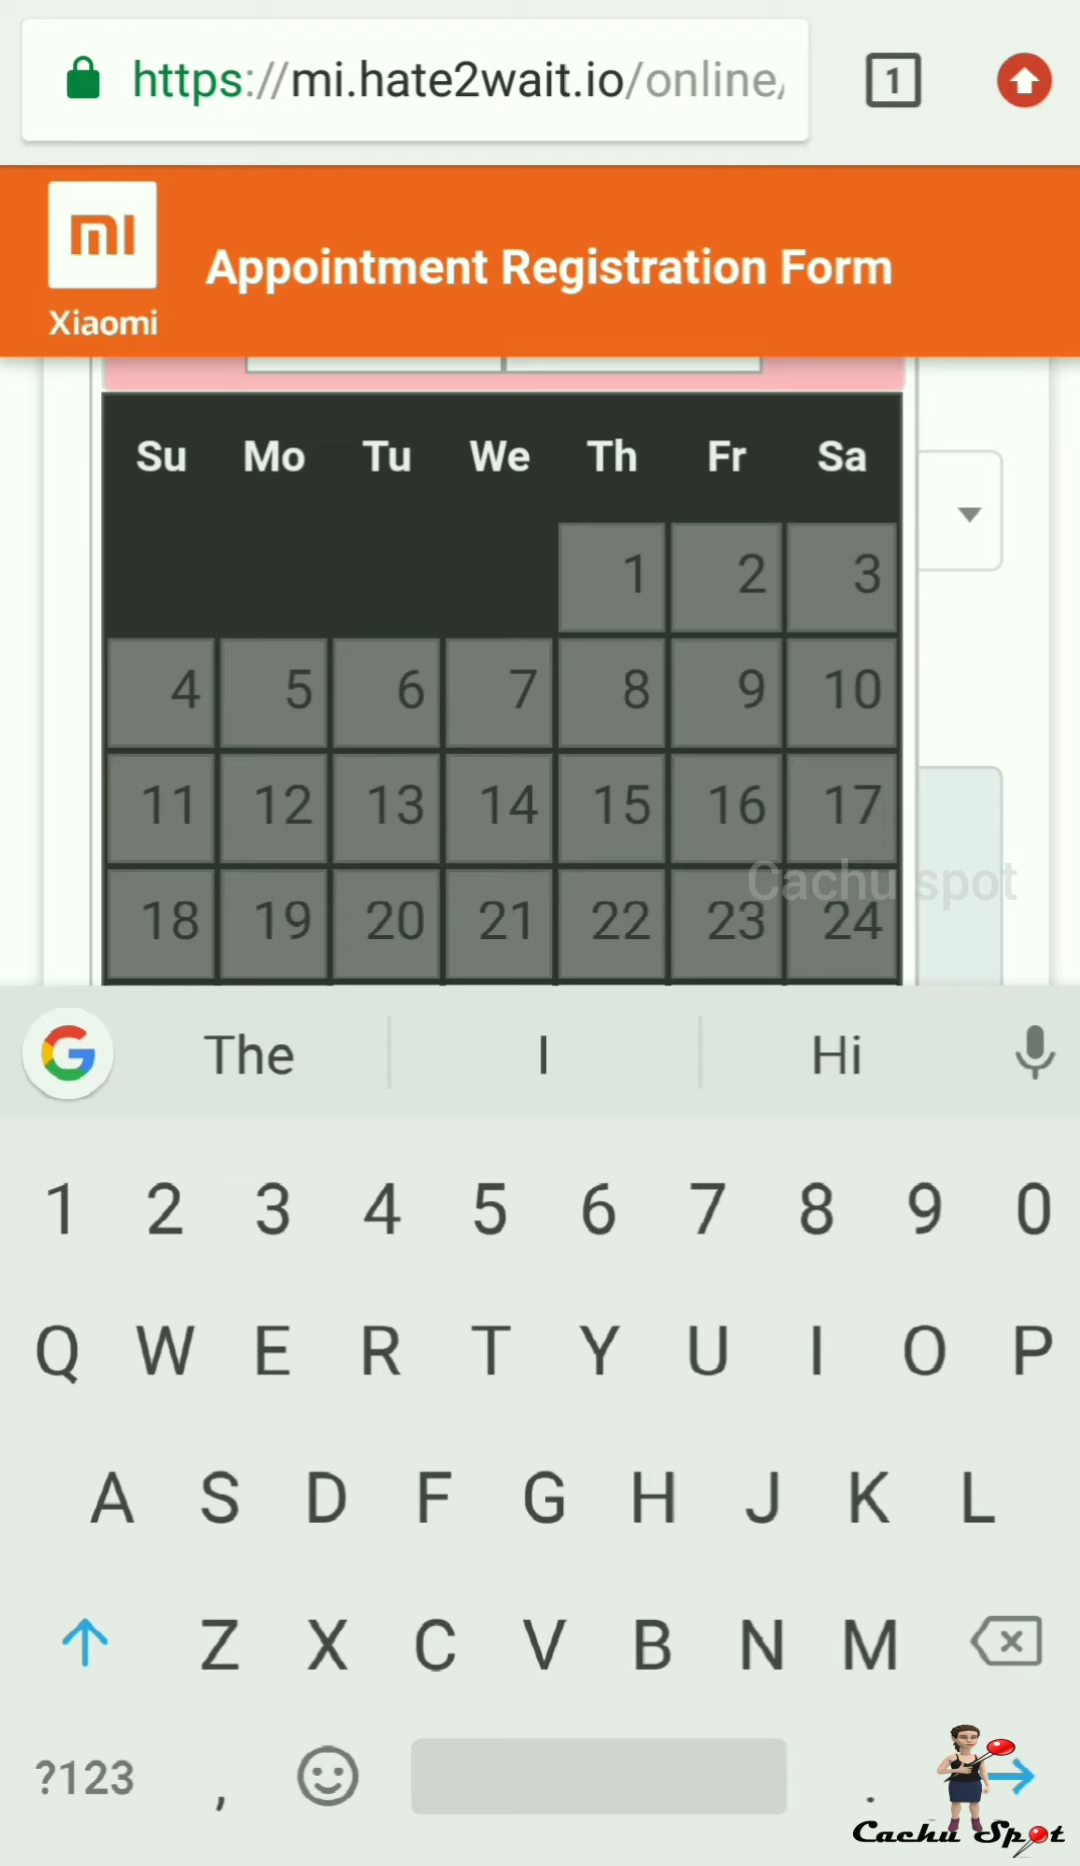 https://mi.hate2wait.io/online,
1
mi
Xiaomi
Appointment Registration Form
Su Mo Tu We Th Fr Sa
1 2 3
4 5 6 7 8 9 10
11 12 13 14 15 16 17
18 19 20 21 22 23 24
Cachu spot
G The I Hi
1 2 3 4 5 6 7 8 9 0
Q W E R T Y U I O P
A S D F G H J K L
Z X C V B N M
?123 , .
Cachu Spot